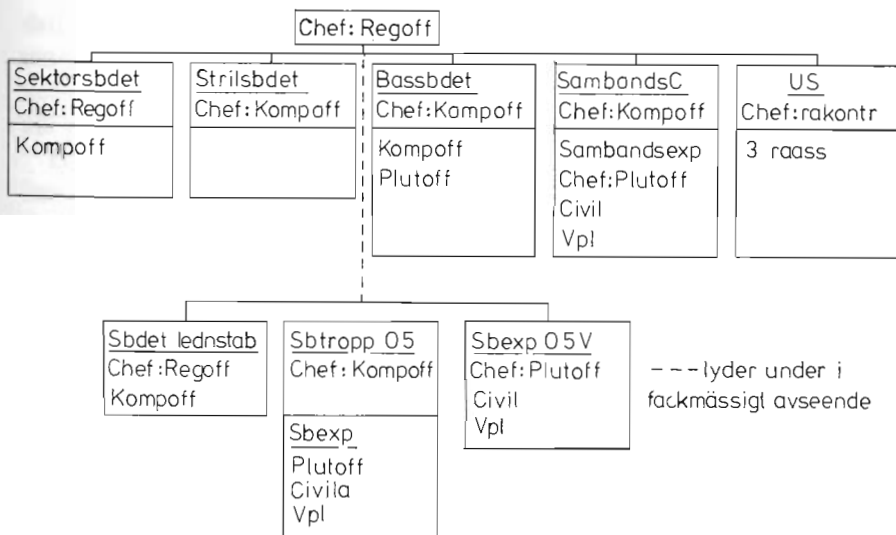 Chef: Regoff
Sektorsbdet
Chef: Regoff
Kompoff
Strilsbdet
Chef: Kompoff
Bassbdet
Chef: Kompoff
Kompoff
Plutoff
SambandsC
Chef: Kompoff
Sambandsexp
Chef: Plutoff
Civil
Vpl
US
Chef: rakontr
3 raass
Sbdet lednstab
Chef: Regoff
Kompoff
Sbtropp O5
Chef: Kompoff
Sbexp
Plutoff
Civila
Vpl
Sbexp O5V
Chef: Plutoff
Civil
Vpl
---lyder under i
fackmässigt avseende